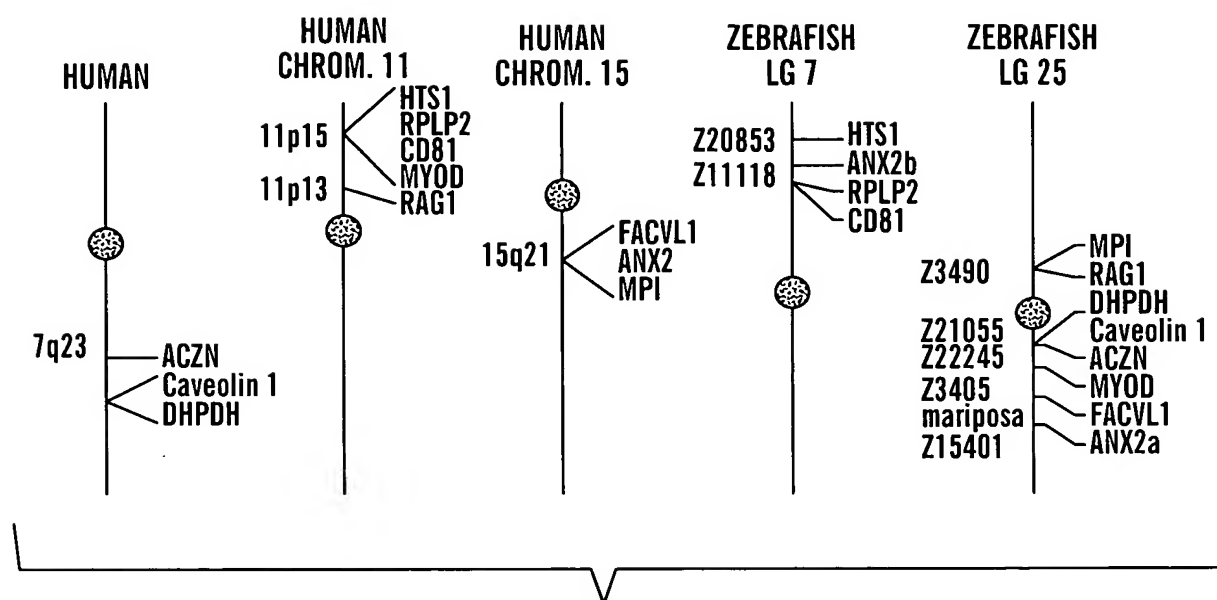 HUMAN
7q23
ACZN
Caveolin 1
DHPDH
HUMAN
CHROM. 11
11p15
11p13
HTS1
RPLP2
CD81
MYOD
RAG1
HUMAN
CHROM. 15
15q21
FACVL1
ANX2
MPI
ZEBRAFISH
LG 7
Z20853
Z11118
HTS1
ANX2b
RPLP2
CD81
ZEBRAFISH
LG 25
Z3490
Z21055
Z22245
Z3405
mariposa
Z15401
MPI
RAG1
DHPDH
Caveolin 1
ACZN
MYOD
FACVL1
ANX2a